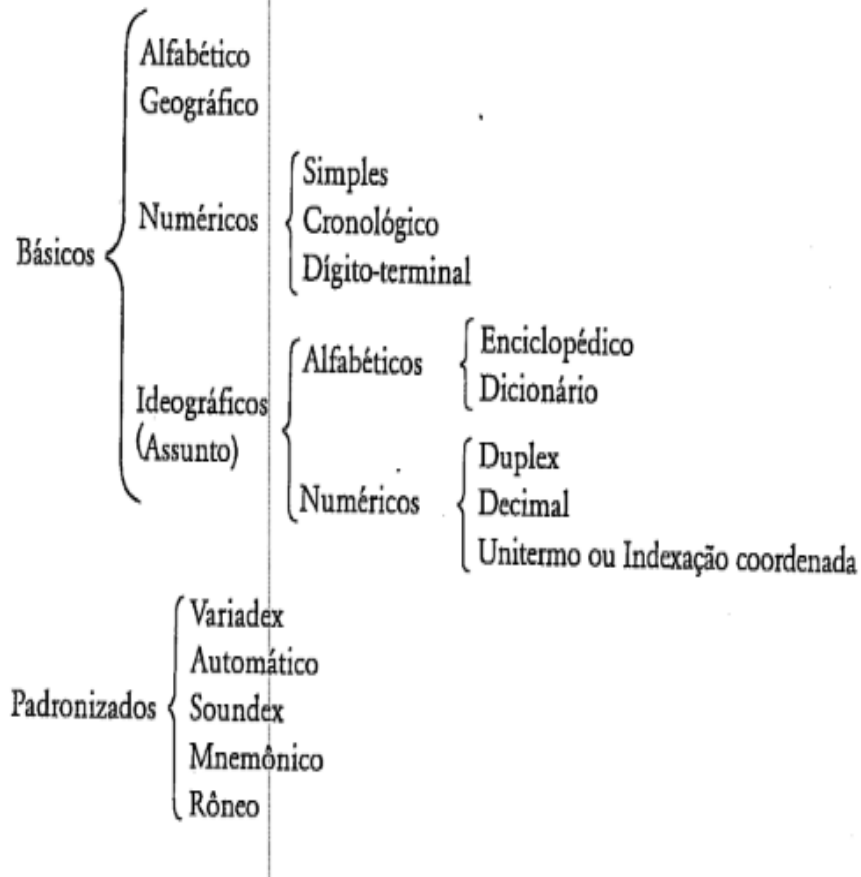 Básicos
Alfabético
Geográfico
Numéricos
Simples
Cronológico
Dígito-terminal
Ideográficos
(Assunto)
Alfabéticos
Enciclopédico
Dicionário
Numéricos
Duplex
Decimal
Unitermo ou Indexação coordenada
Padronizados
Variadex
Automático
Soundex
Mnemônico
Rôneo